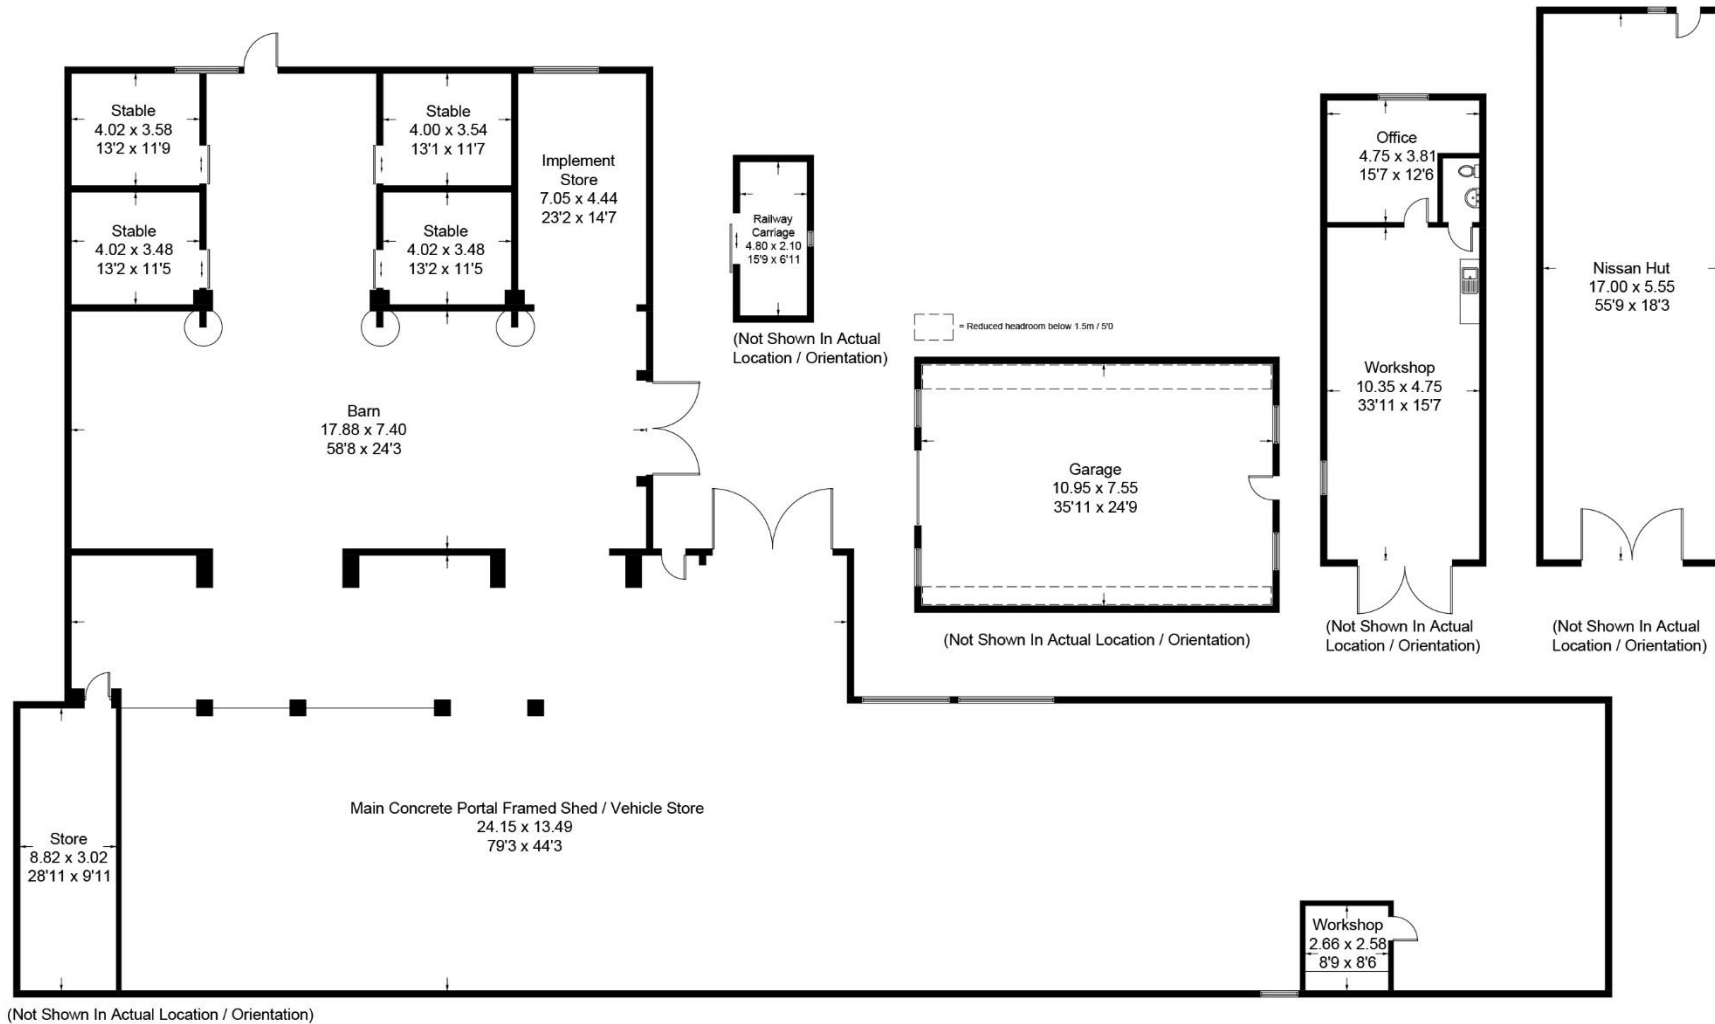 Stable
4.02 x 3.58
13'2 x 11'9
Stable
4.00 x 3.54
13'1 x 11'7
Implement
Store
7.05 x 4.44
23'2 x 14'7
Stable
4.02 x 3.48
13'2 x 11'5
Stable
4.02 x 3.48
13'2 x 11'5
Barn
17.88 x 7.40
58'8 x 24'3
Railway
Carriage
4.80 x 2.10
15'9 x 6'11
(Not Shown In Actual
Location / Orientation)
= Reduced headroom below 1.5m / 5'0
Garage
10.95 x 7.55
35'11 x 24'9
(Not Shown In Actual Location / Orientation)
Office
4.75 x 3.81
15'7 x 12'6
Workshop
10.35 x 4.75
33'11 x 15'7
(Not Shown In Actual
Location / Orientation)
Nissan Hut
17.00 x 5.55
55'9 x 18'3
(Not Shown In Actual
Location / Orientation)
Main Concrete Portal Framed Shed / Vehicle Store
24.15 x 13.49
79'3 x 44'3
Store
8.82 x 3.02
28'11 x 9'11
Workshop
2.66 x 2.58
8'9 x 8'6
(Not Shown In Actual Location / Orientation)